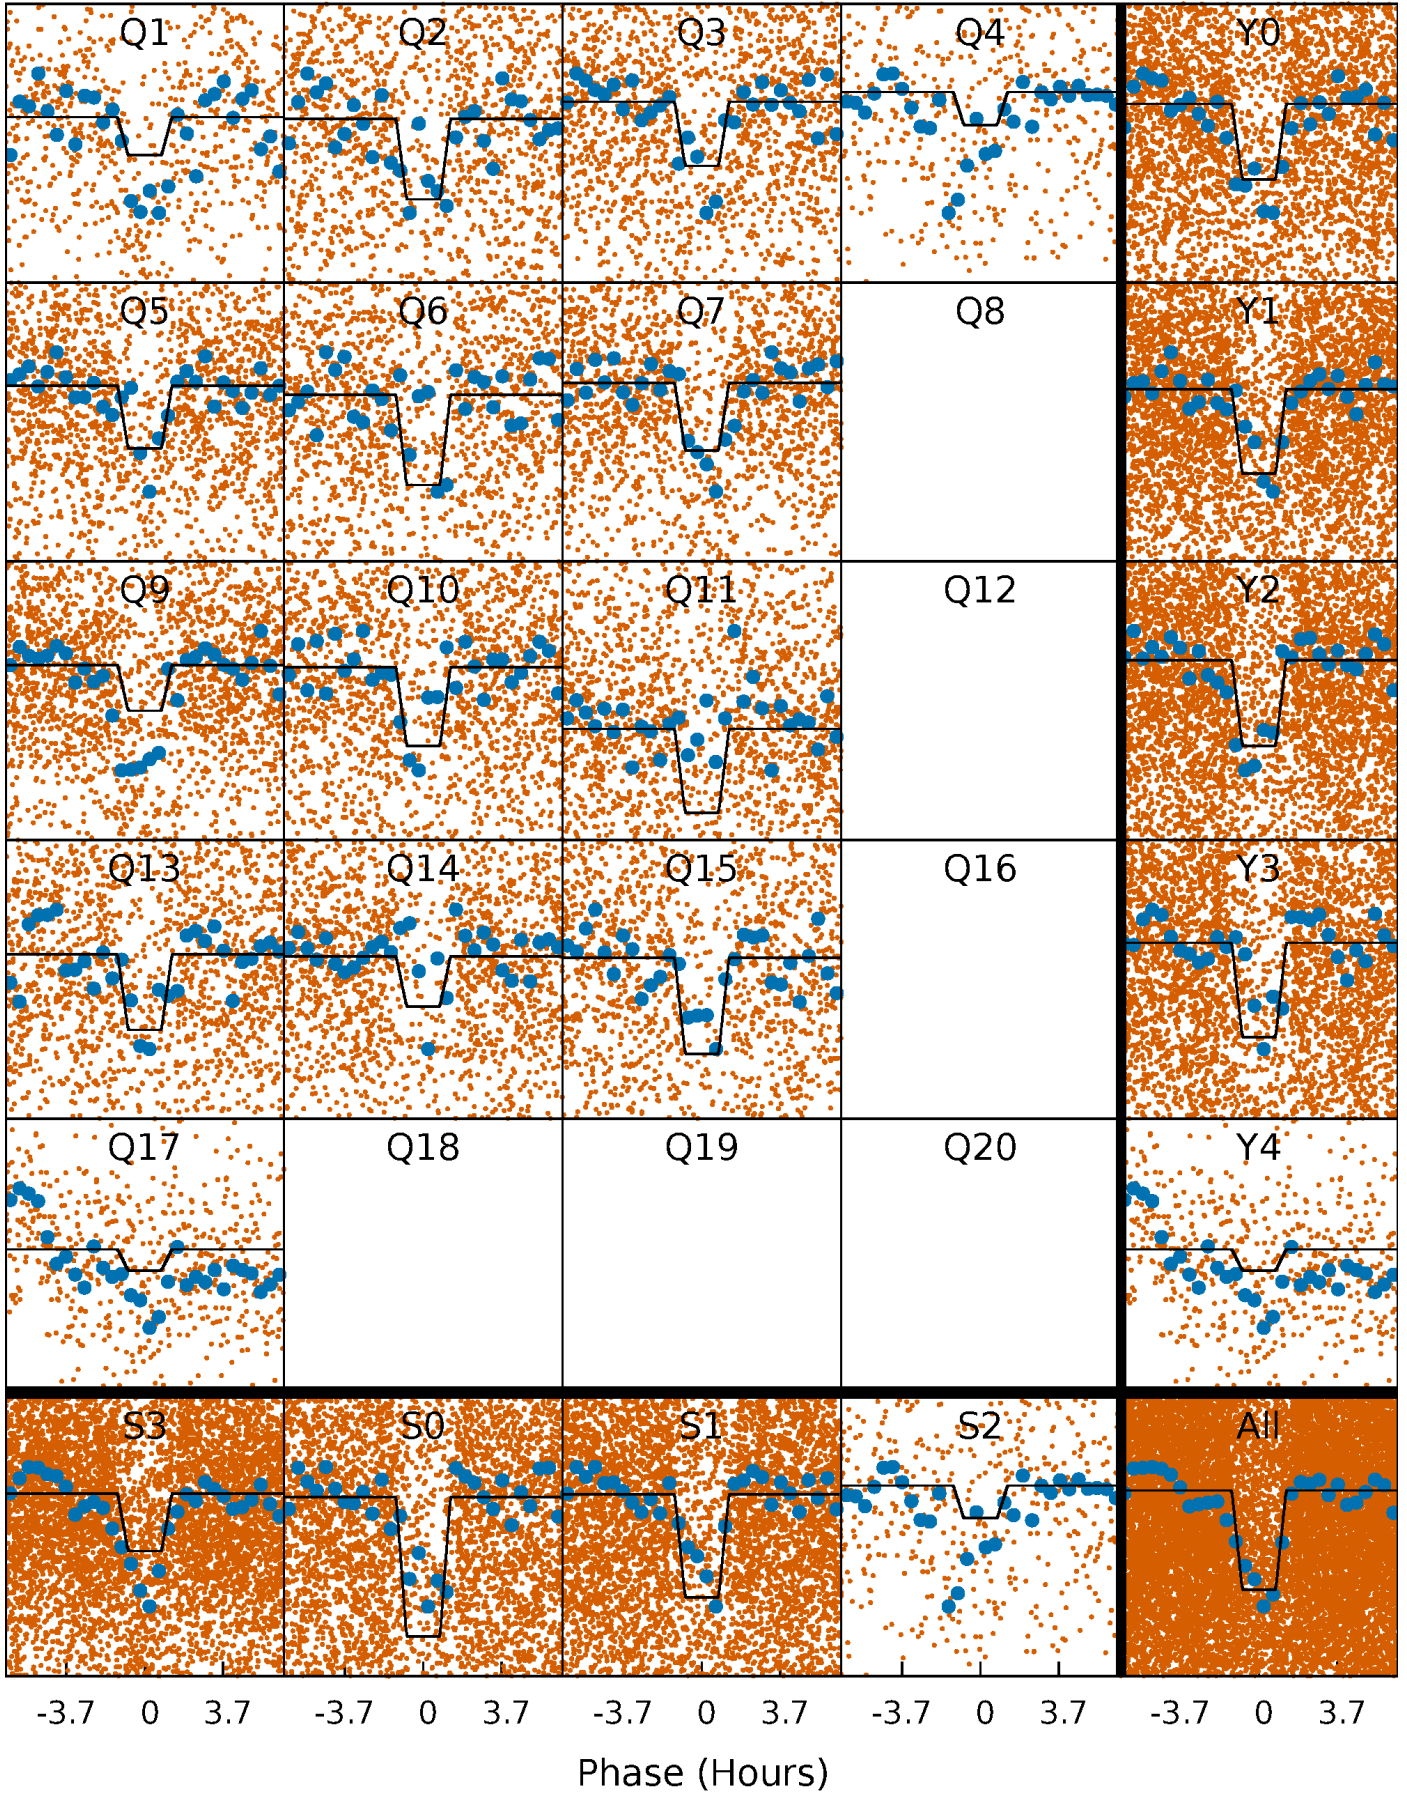 Q1 Q2 Q3 Q4 Y0
Q5 Q6 Q7 Q8 Y1
Q9 Q10 Q11 Q12 Y2
Q13 Q14 Q15 Q16 Y3
Q17 Q18 Q19 Q20 Y4
S3 S0 S1 S2 All
-3.7 0 3.7 -3.7 0 3.7 -3.7 0 3.7 -3.7 0 3.7 -3.7 0 3.7
Phase (Hours)